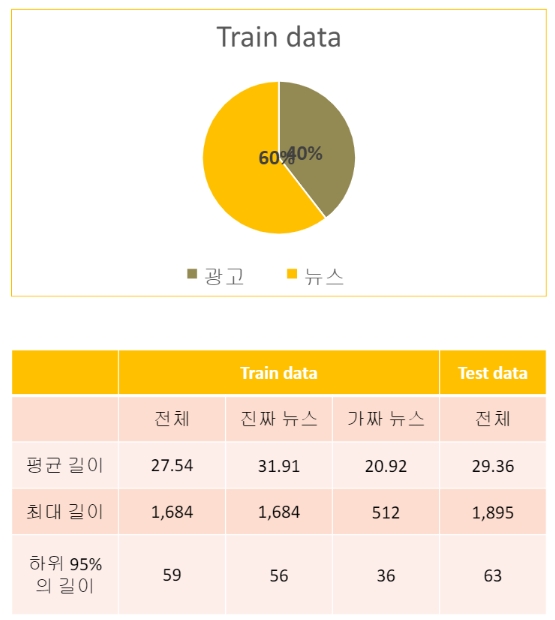 Train data
60%
40%
광고
뉴스
Train data
Test data
전체
진짜 뉴스
가짜 뉴스
전체
평균 길이
27.54
31.91
20.92
29.36
최대 길이
1,684
1,684
512
1,895
하위 95%
의 길이
59
56
36
63